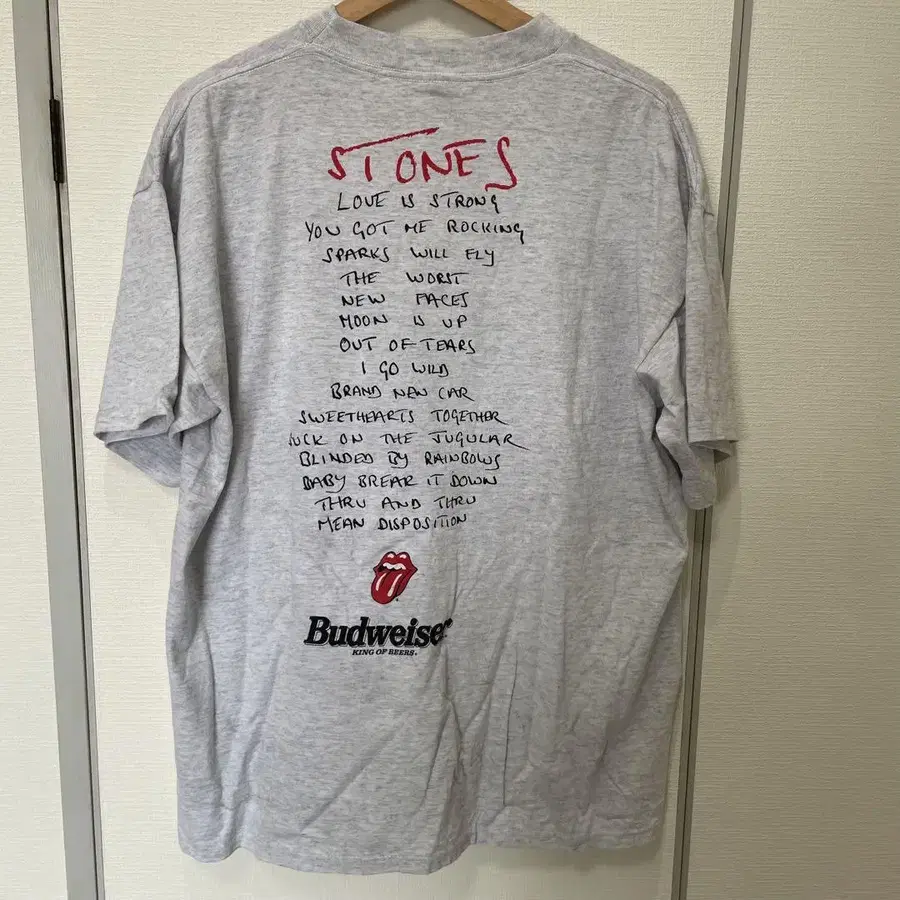 STONES
LOVE IS STRONG
YOU GOT ME ROCKING
SPARKS WILL FLY
THE WORST
NEW FACES
MOON IS UP
OUT OF TEARS
I GO WILD
BRAND NEW CAR
SWEETHEARTS TOGETHER
SUCK ON THE JUGULAR
BLINDED BY RAINBOWS
BABY BREAK IT DOWN
THRU AND THRU
MEAN DISPOSITION
Budweiser
KING OF BEERS®